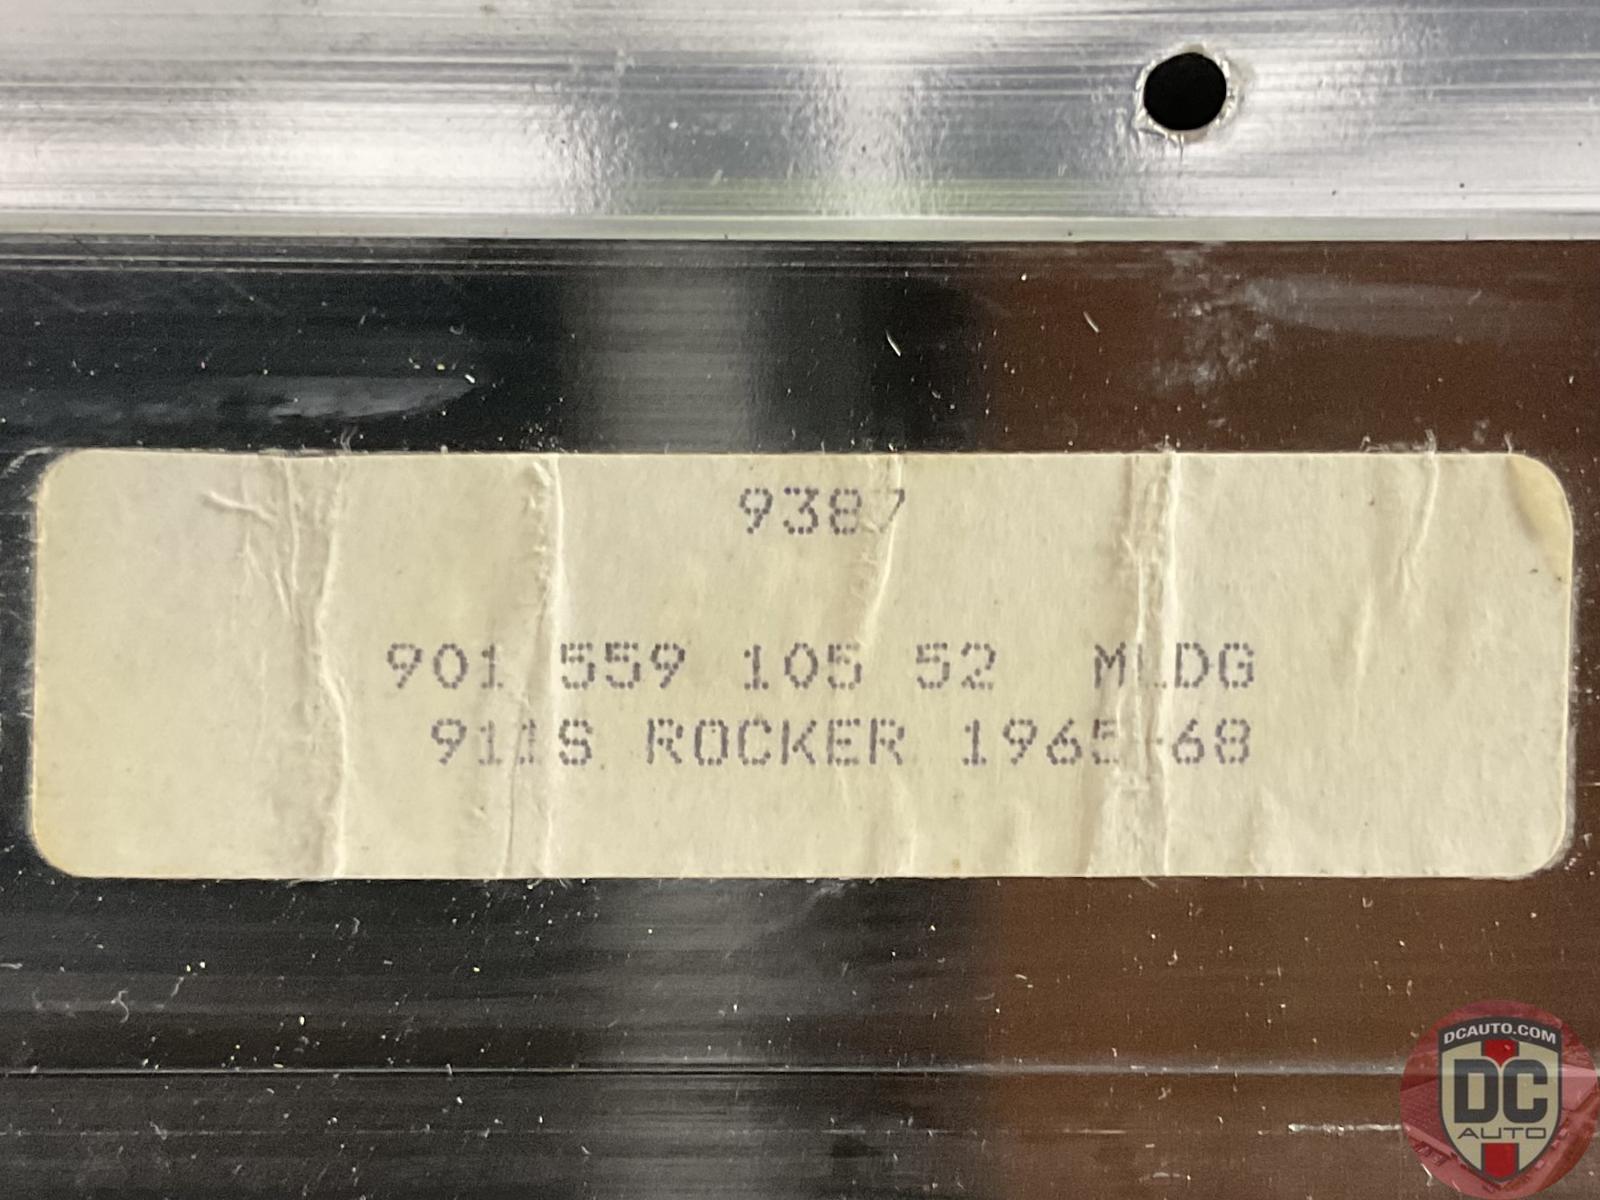 9387
901 559 105 52 MLDG
911S ROCKER 1965-68
DCAUTO.COM
DC
AUTO